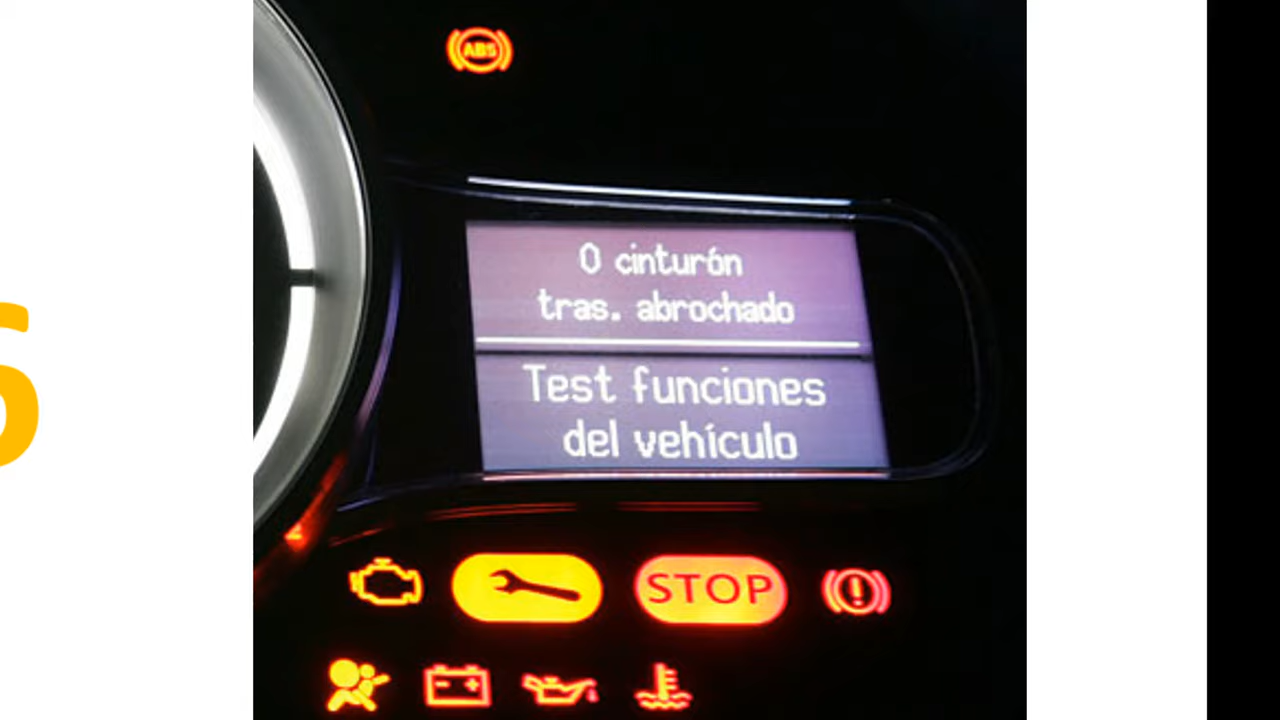 ABS
0 cinturón
tras. abrochado
Test funciones
del vehículo
STOP